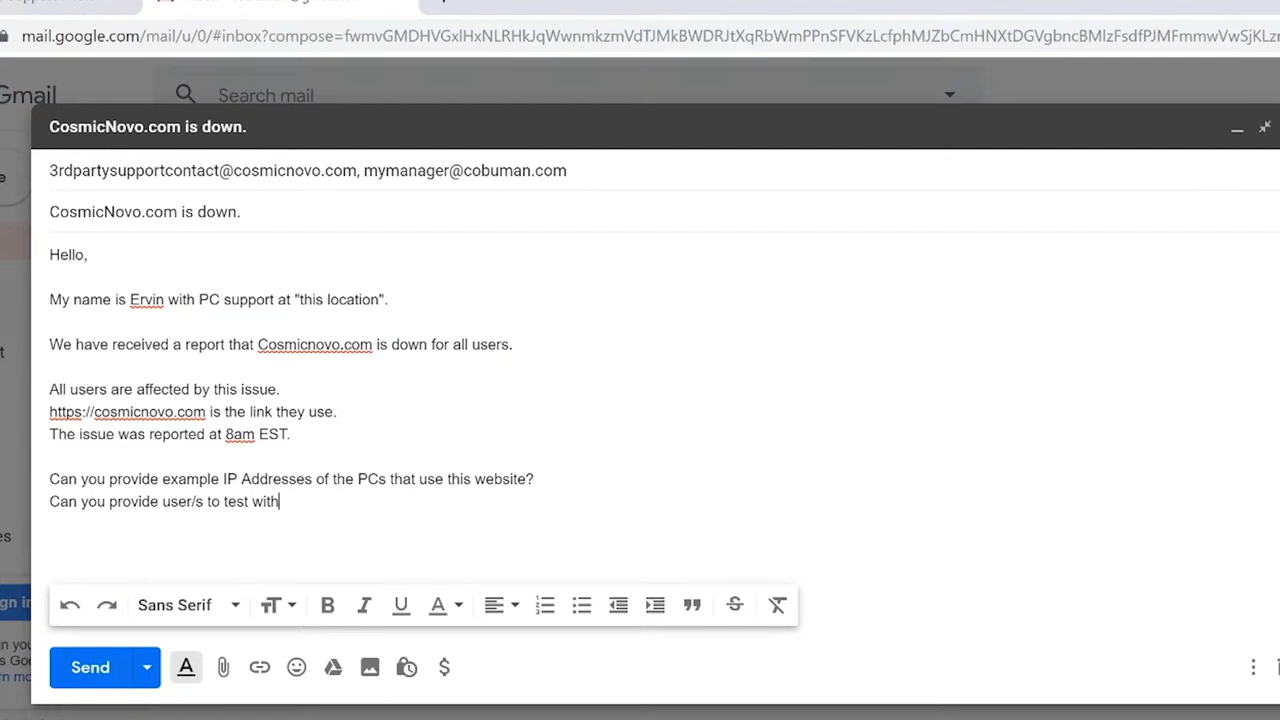 mail.google.com/mail/u/0/#inbox?compose=
Gmail
Search mail
CosmicNovo.com is down.
3rdpartysupportcontact@cosmicnovo.com, mymanager@cobuman.com
CosmicNovo.com is down.
Hello,
My name is Ervin with PC support at "this location".
We have received a report that Cosmicnovo.com is down for all users.
All users are affected by this issue.
https://cosmicnovo.com is the link they use.
The issue was reported at 8am EST.
Can you provide example IP Addresses of the PCs that use this website?
Can you provide user/s to test with
Sans Serif
Send